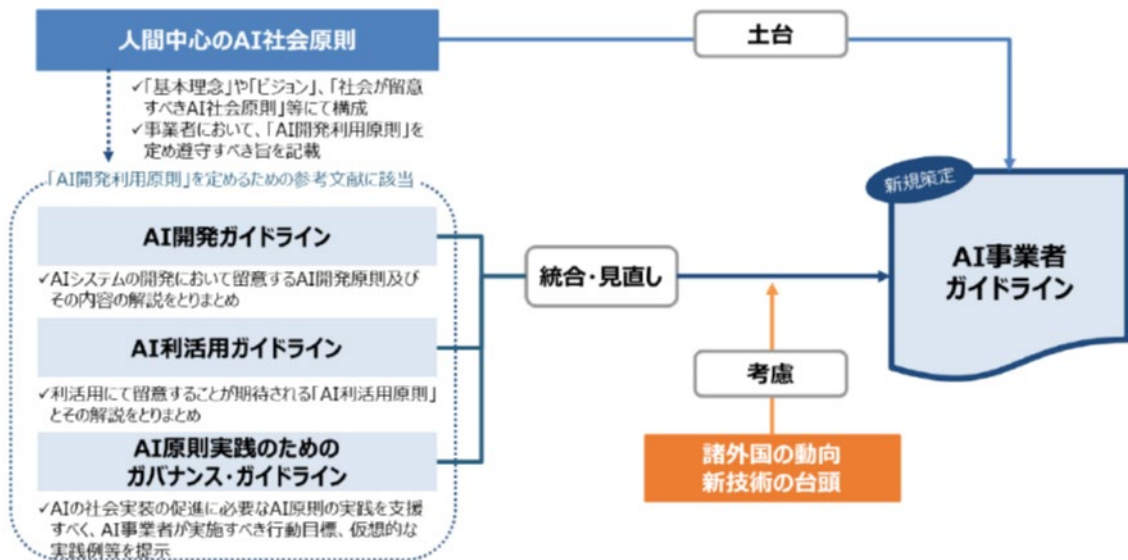 人間中心のAI社会原則
土台
✓「基本理念」や「ビジョン」、「社会が留意
すべきAI社会原則」等にて構成
✓事業者において、「AI開発利用原則」を
定め遵守すべき旨を記載
「AI開発利用原則」を定めるための参考文献に該当
AI開発ガイドライン
✓AIシステムの開発において留意するAI開発原則及び
その内容の解説をとりまとめ
AI利活用ガイドライン
✓利活用にて留意することが期待される「AI利活用原則」
とその解説をとりまとめ
AI原則実践のための
ガバナンス・ガイドライン
✓AIの社会実装の促進に必要なAI原則の実践を支援
すべく、AI事業者が実施すべき行動目標、仮想的な
実践例等を提示
統合・見直し
考慮
諸外国の動向
新技術の台頭
新規策定
AI事業者
ガイドライン